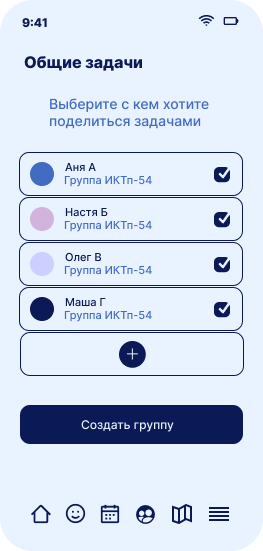 9:41
Общие задачи
Выберите с кем хотите
поделиться задачами
Аня А
Группа ИКТп-54
Настя Б
Группа ИКТп-54
Олег В
Группа ИКТп-54
Маша Г
Группа ИКТп-54
Создать группу